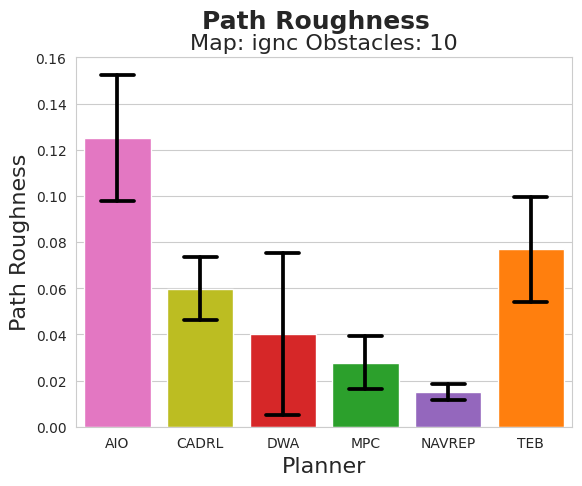 Path Roughness
Map: ignc Obstacles: 10
Path Roughness
0.16
0.14
0.12
0.10
0.08
0.06
0.04
0.02
0.00
AIO CADRL DWA MPC NAVREP TEB
Planner